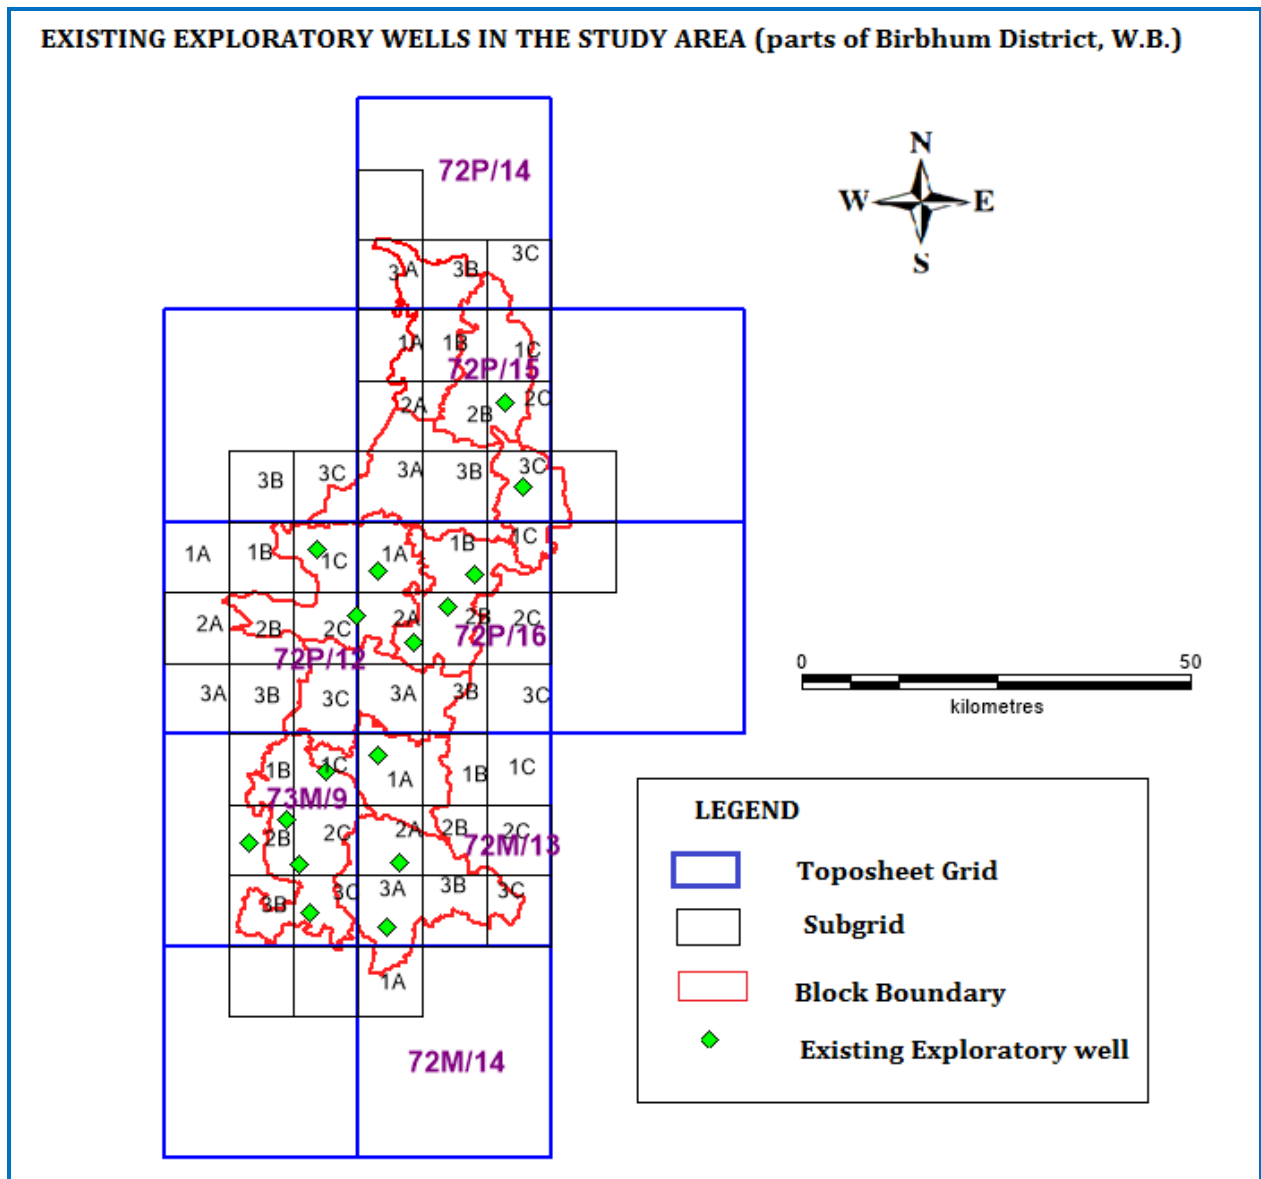 EXISTING EXPLORATORY WELLS IN THE STUDY AREA (parts of Birbhum District, W.B.)
N
W E
S
72P/14
3A 3B 3C
1A 1B 1C
72P/15
2A 2B 2C
3B 3C 3A 3B 3C
1A 1B 1C 1A 1B 1C
2A 2B 2C 2A 2B 2C
72P/12 72P/16
3A 3B 3C 3A 3B 3C
0 50
kilometres
1B 1C 1A 1B 1C
73M/9
2B 2C 2A 2B 2C
72M/13
3B 3C 3A 3B 3C
1A
72M/14
LEGEND
Toposheet Grid
Subgrid
Block Boundary
Existing Exploratory well